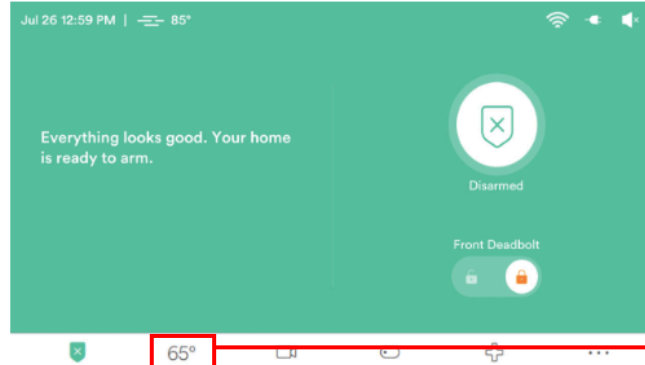 Jul 26 12:59 PM | 85°
Everything looks good. Your home
is ready to arm.
Disarmed
Front Deadbolt
65°